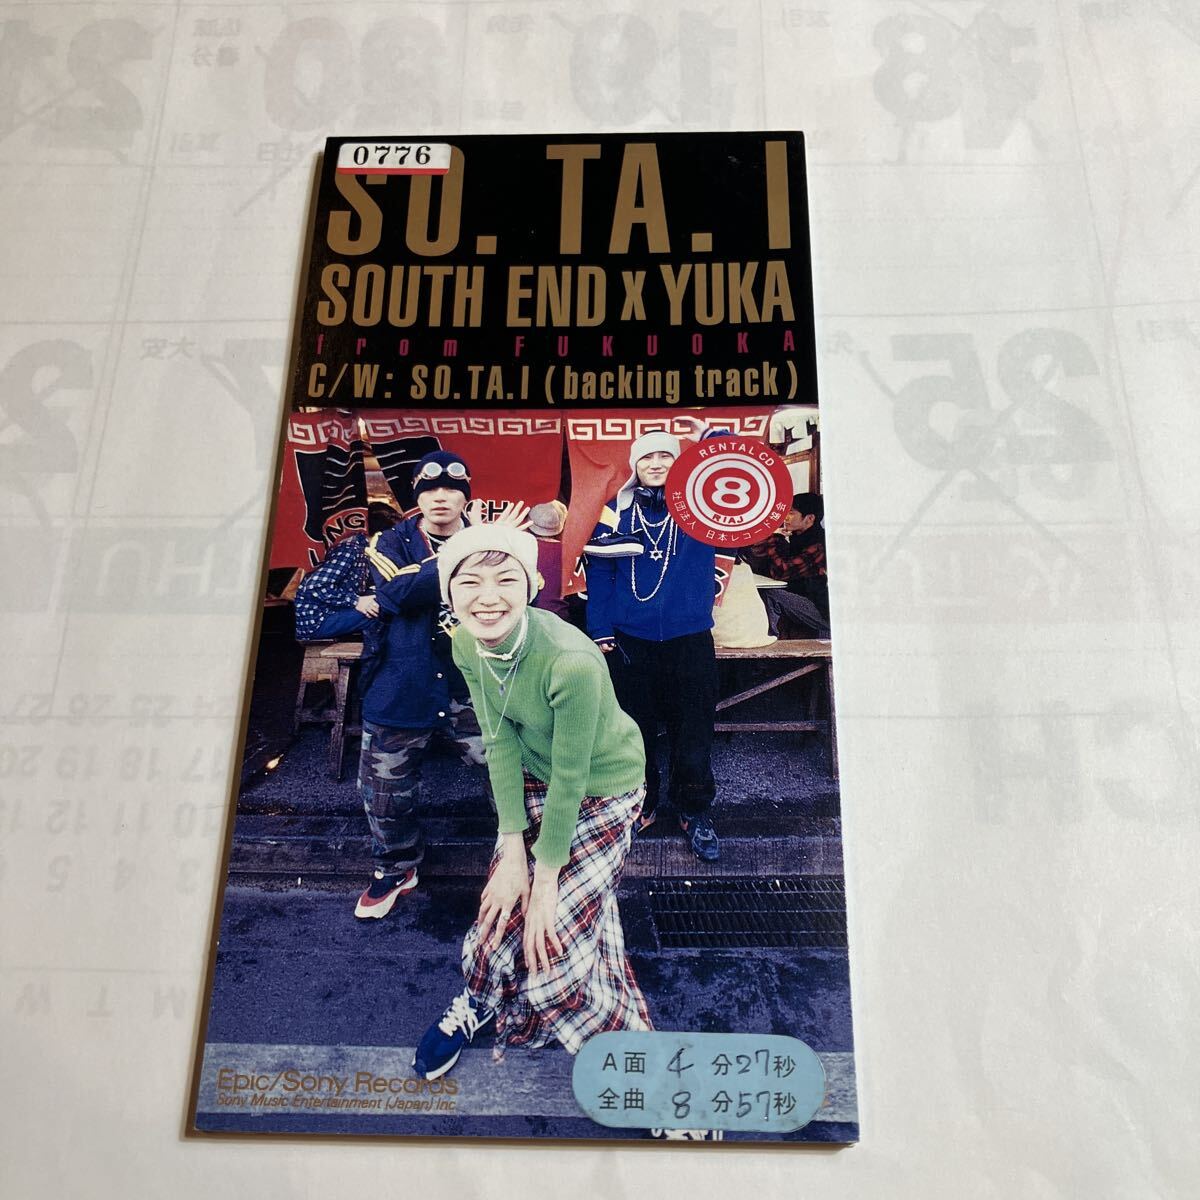 0776
SO. TA. I
SOUTH END X YUKA
from FUKUOKA
C/W: SO.TA.I (backing track)
RENTAL CD
8
RIAJ
社団法人 日本レコード協会
Epic/Sony Records
Sony Music Entertainment (Japan) Inc
A面 4分27秒
全曲 8分57秒